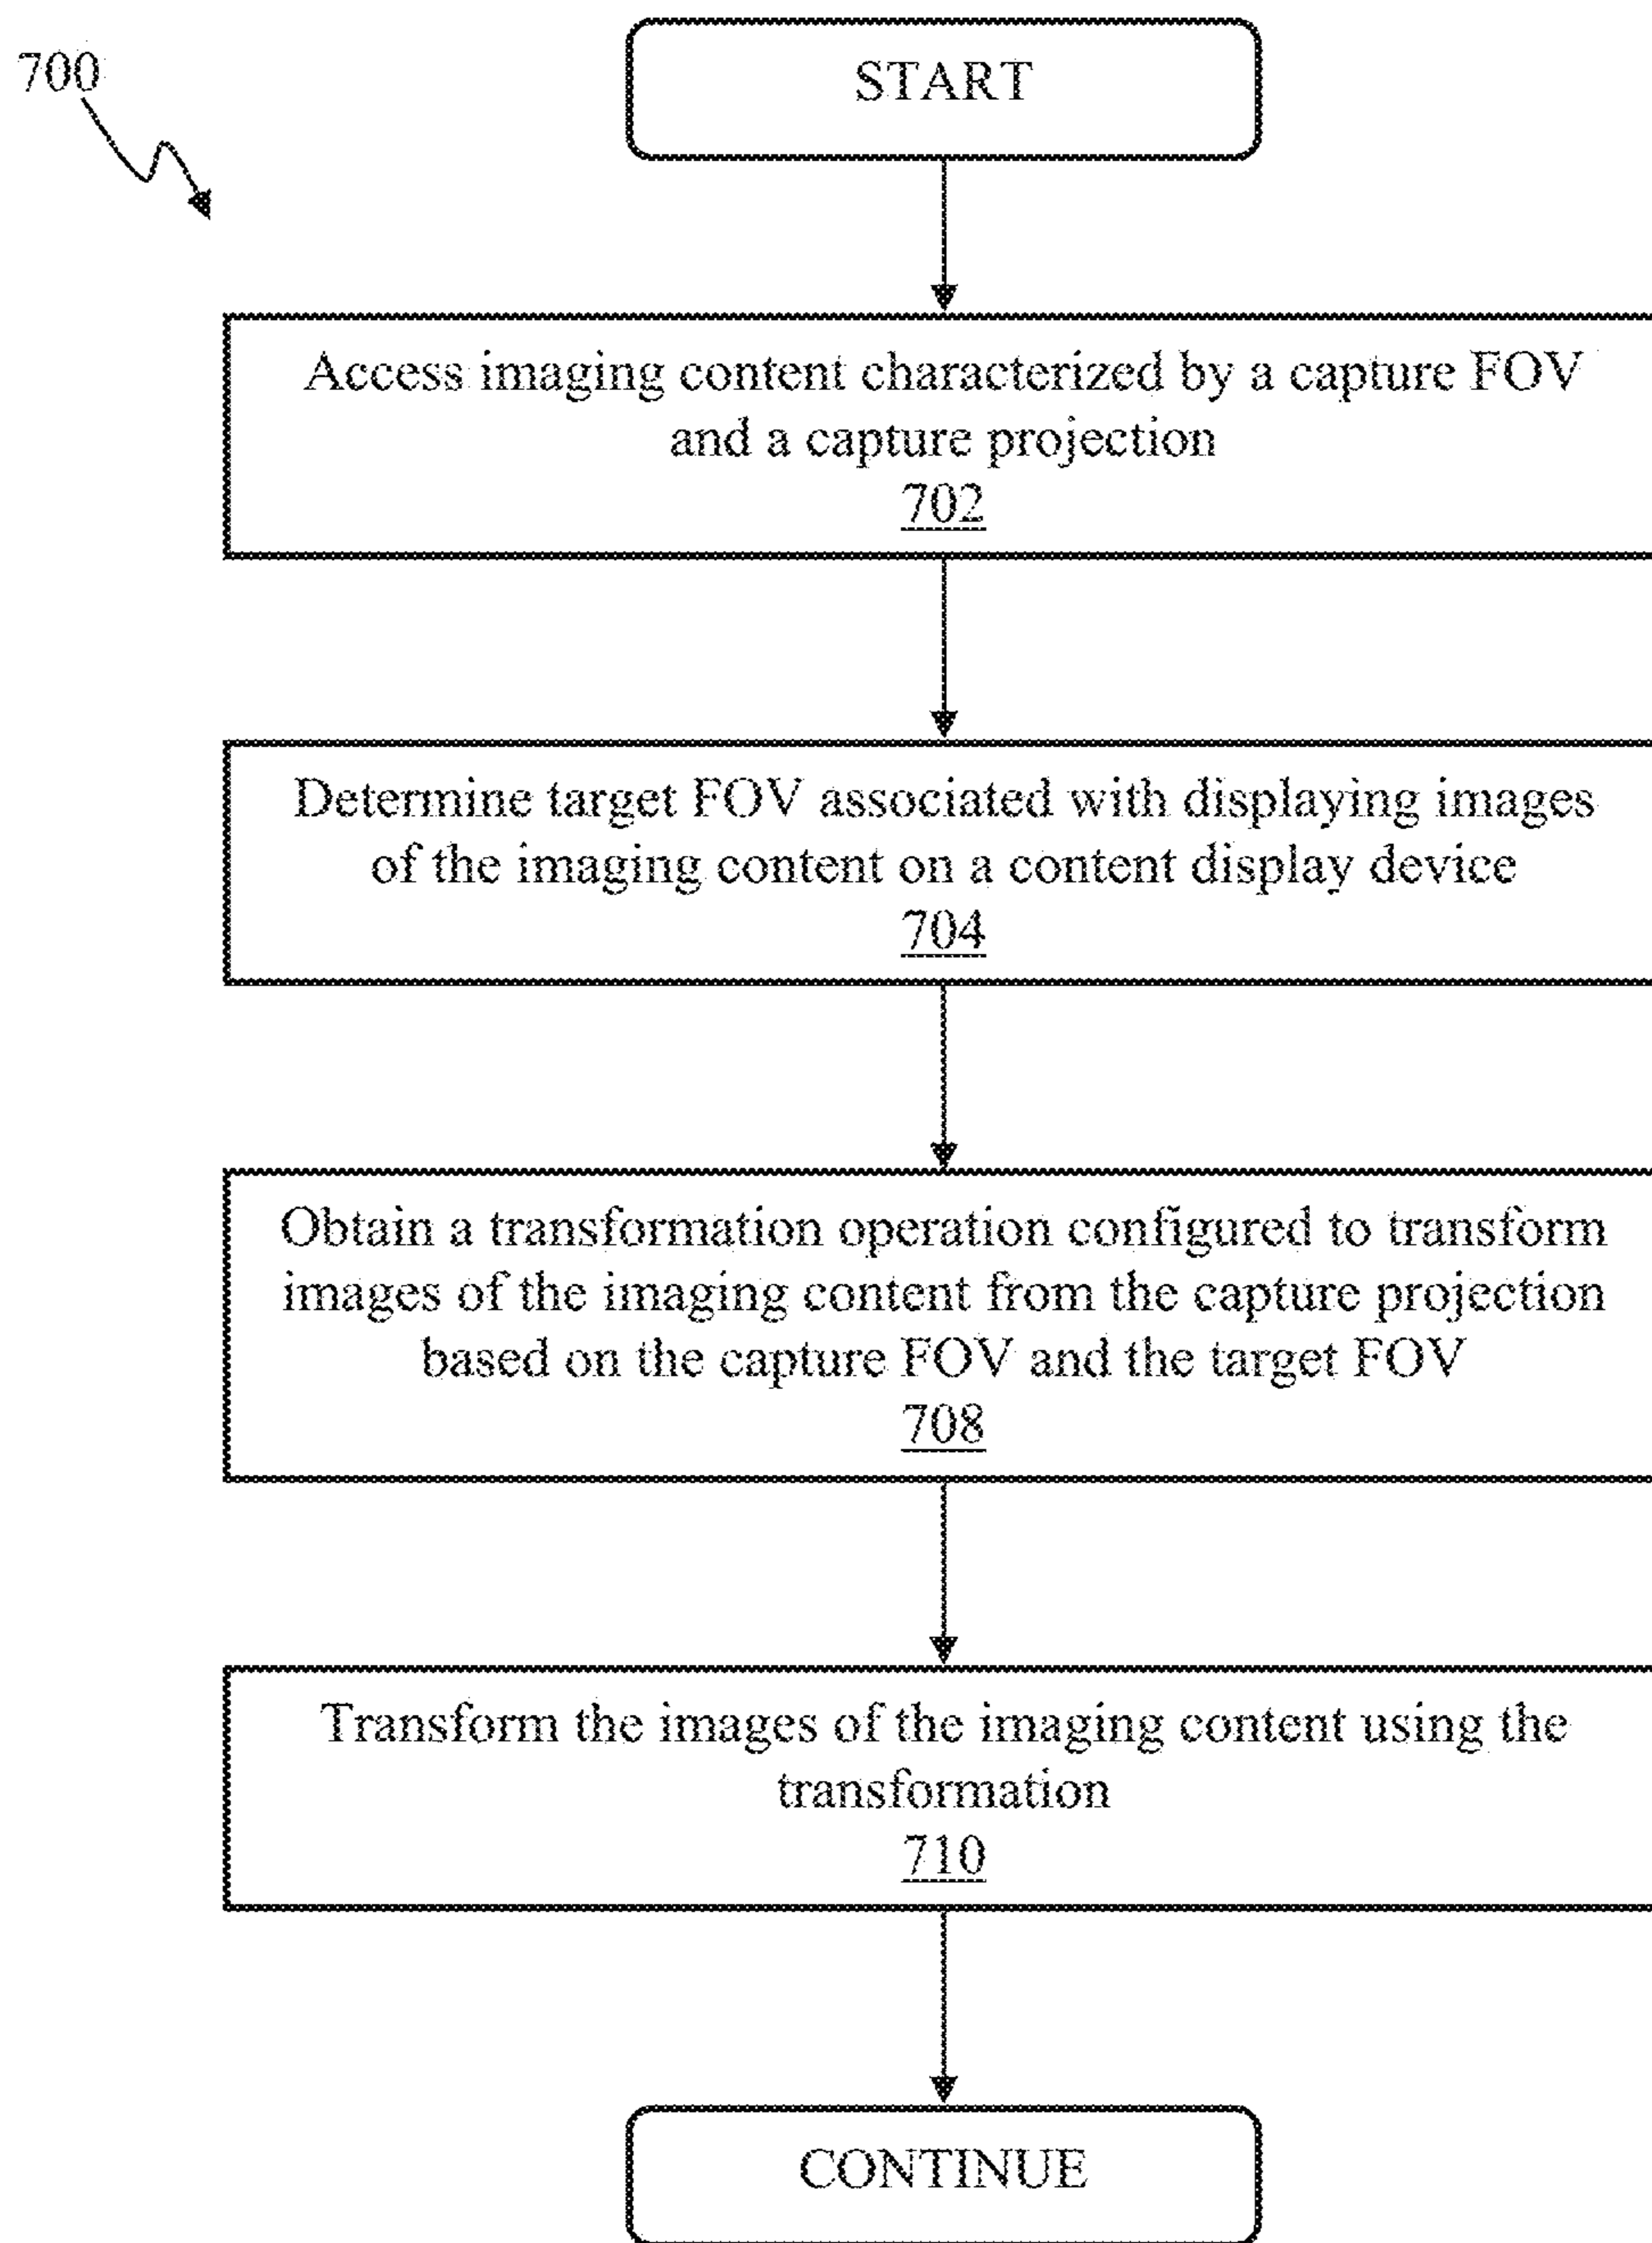 700
START
Access imaging content characterized by a capture FOV
and a capture projection
702
Determine target FOV associated with displaying images
of the imaging content on a content display device
704
Obtain a transformation operation configured to transform
images of the imaging content from the capture projection
based on the capture FOV and the target FOV
708
Transform the images of the imaging content using the
transformation
710
CONTINUE